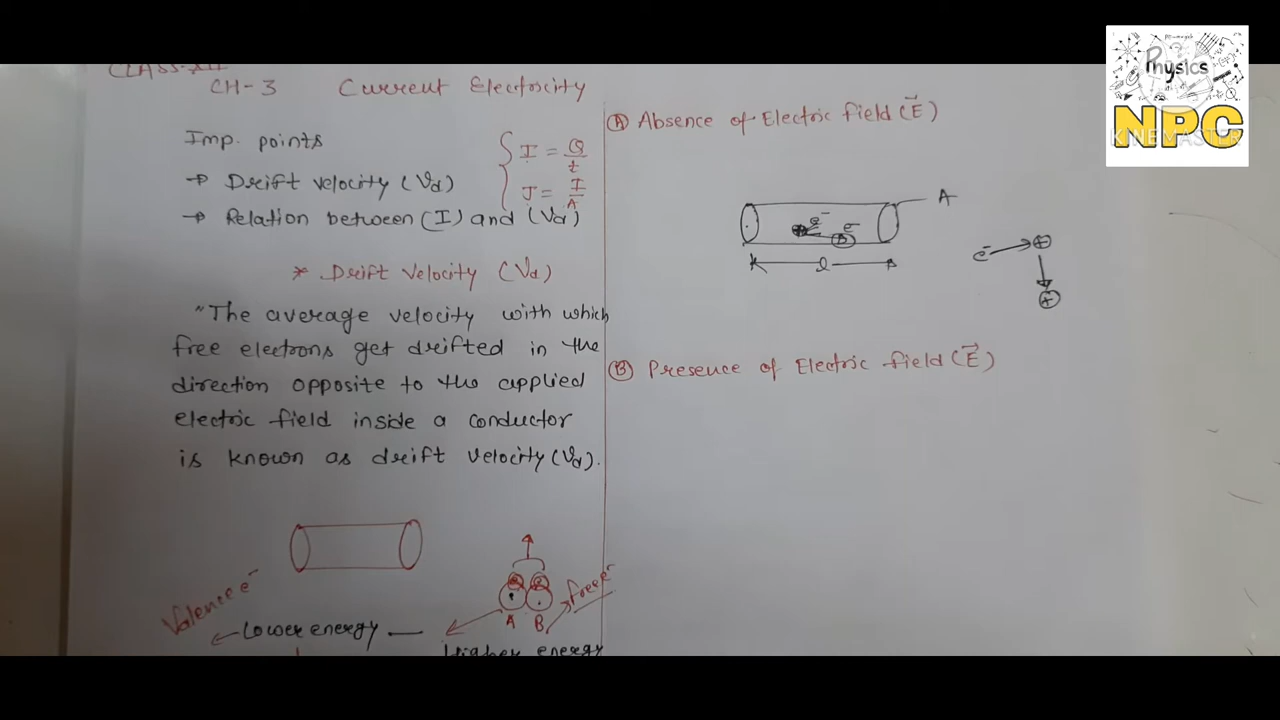 CLASS-XII
CH-3 Current Electricity
Imp. points
→ Drift velocity (Vd)
→ Relation between (I) and (Vd)
I = Q/t
J = I/A
* Drift Velocity (Vd)
"The average velocity with which
free electrons get drifted in the
direction opposite to the applied
electric field inside a conductor
is known as drift velocity (Vd).
Valence e⁻
Lower energy
A B
free e⁻
Higher energy
Ⓐ Absence of Electric field (E⃗)
A
e⁻ e⁻
l
e⁻ + +
Ⓑ Presence of Electric field (E⃗)
Physics
NPC
KINEMASTER